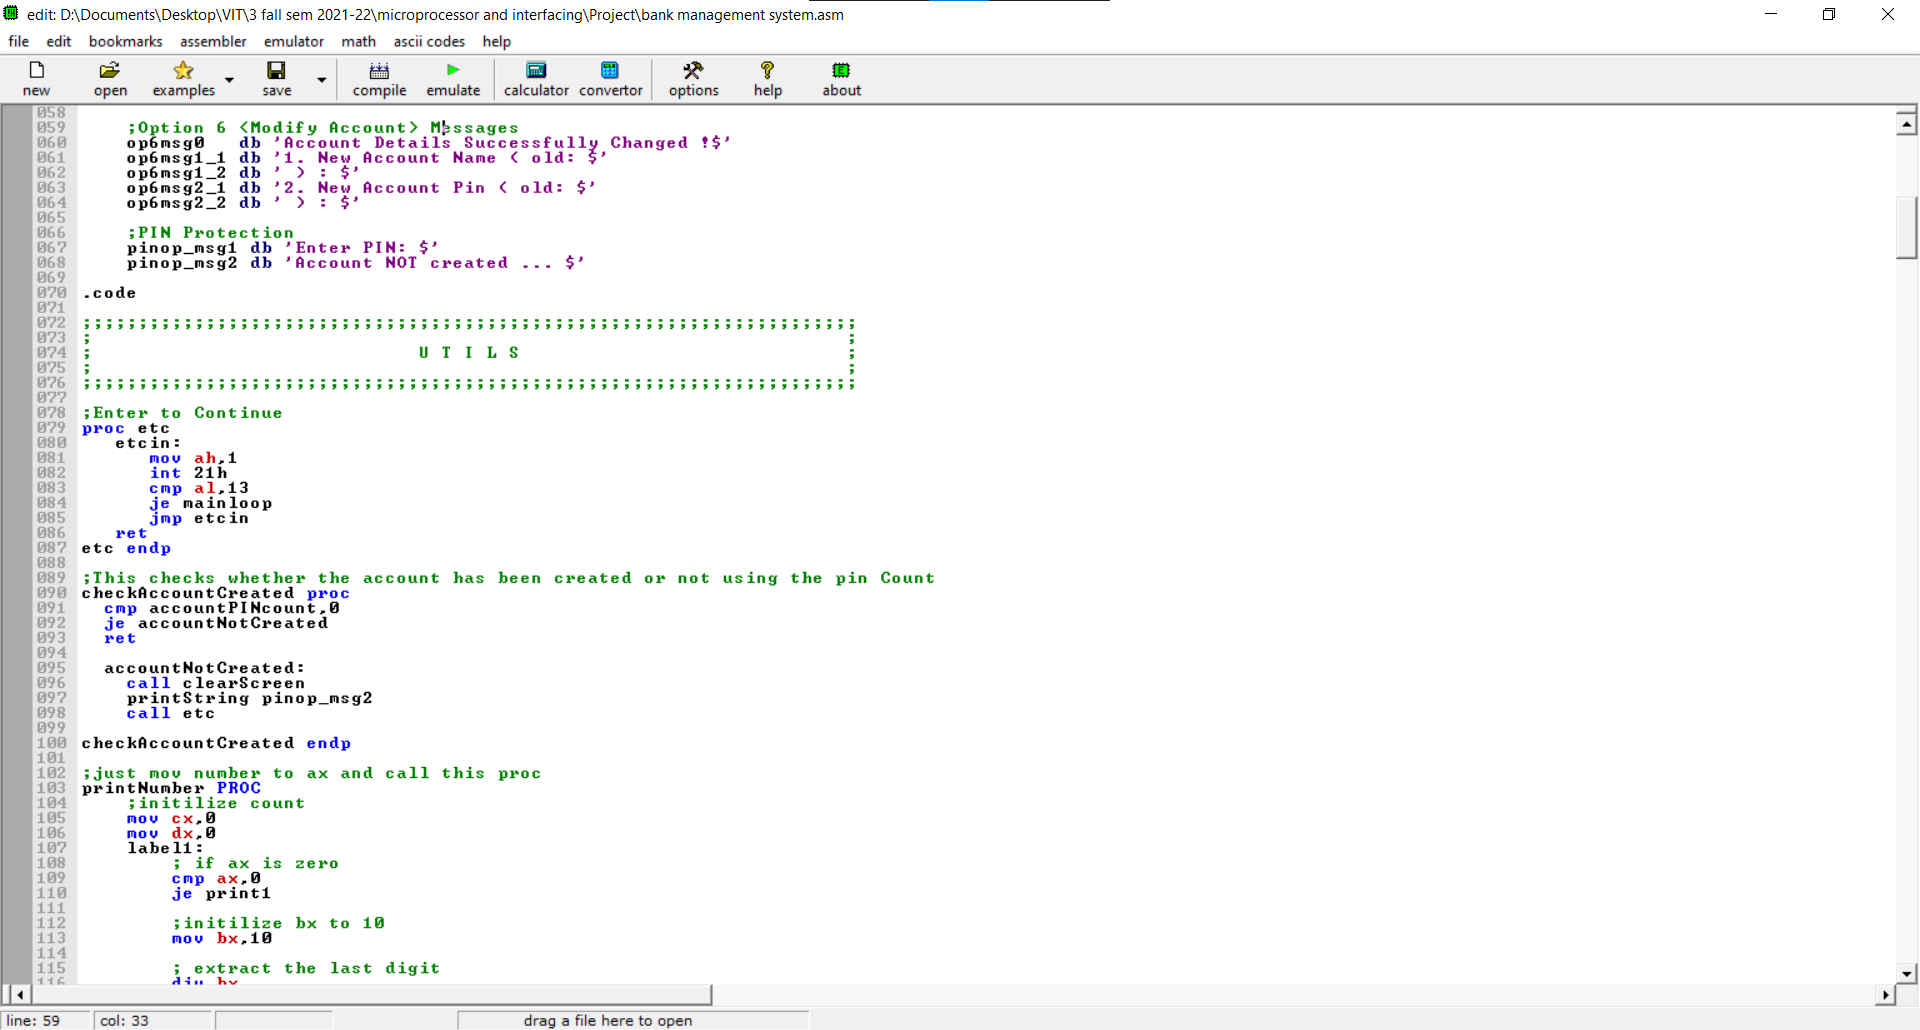 edit: D:\Documents\Desktop\VIT\3 fall sem 2021-22\microprocessor and interfacing\Project\bank management system.asm
file edit bookmarks assembler emulator math ascii codes help
new open examples save compile emulate calculator convertor options help about
058
059 ;Option 6 <Modify Account> Messages
060 op6msg0 db 'Account Details Successfully Changed !$'
061 op6msg1_1 db '1. New Account Name ( old: $'
062 op6msg1_2 db ' ) : $'
063 op6msg2_1 db '2. New Account Pin ( old: $'
064 op6msg2_2 db ' ) : $'
065
066 ;PIN Protection
067 pinop_msg1 db 'Enter PIN: $'
068 pinop_msg2 db 'Account NOT created ... $'
069
070 .code
071
072 ;;;;;;;;;;;;;;;;;;;;;;;;;;;;;;;;;;;;;;;;;;;;;;;;;;;;;;;;;;;;;;;;;;;;;
073 ; ;
074 ; U T I L S ;
075 ; ;
076 ;;;;;;;;;;;;;;;;;;;;;;;;;;;;;;;;;;;;;;;;;;;;;;;;;;;;;;;;;;;;;;;;;;;;;
077
078 ;Enter to Continue
079 proc etc
080 etcin:
081 mov ah,1
082 int 21h
083 cmp al,13
084 je mainloop
085 jmp etcin
086 ret
087 etc endp
088
089 ;This checks whether the account has been created or not using the pin Count
090 checkAccountCreated proc
091 cmp accountPINcount,0
092 je accountNotCreated
093 ret
094
095 accountNotCreated:
096 call clearScreen
097 printString pinop_msg2
098 call etc
099
100 checkAccountCreated endp
101
102 ;just mov number to ax and call this proc
103 printNumber PROC
104 ;initilize count
105 mov cx,0
106 mov dx,0
107 label1:
108 ; if ax is zero
109 cmp ax,0
110 je print1
111
112 ;initilize bx to 10
113 mov bx,10
114
115 ; extract the last digit
116 div bx
line: 59 col: 33 drag a file here to open